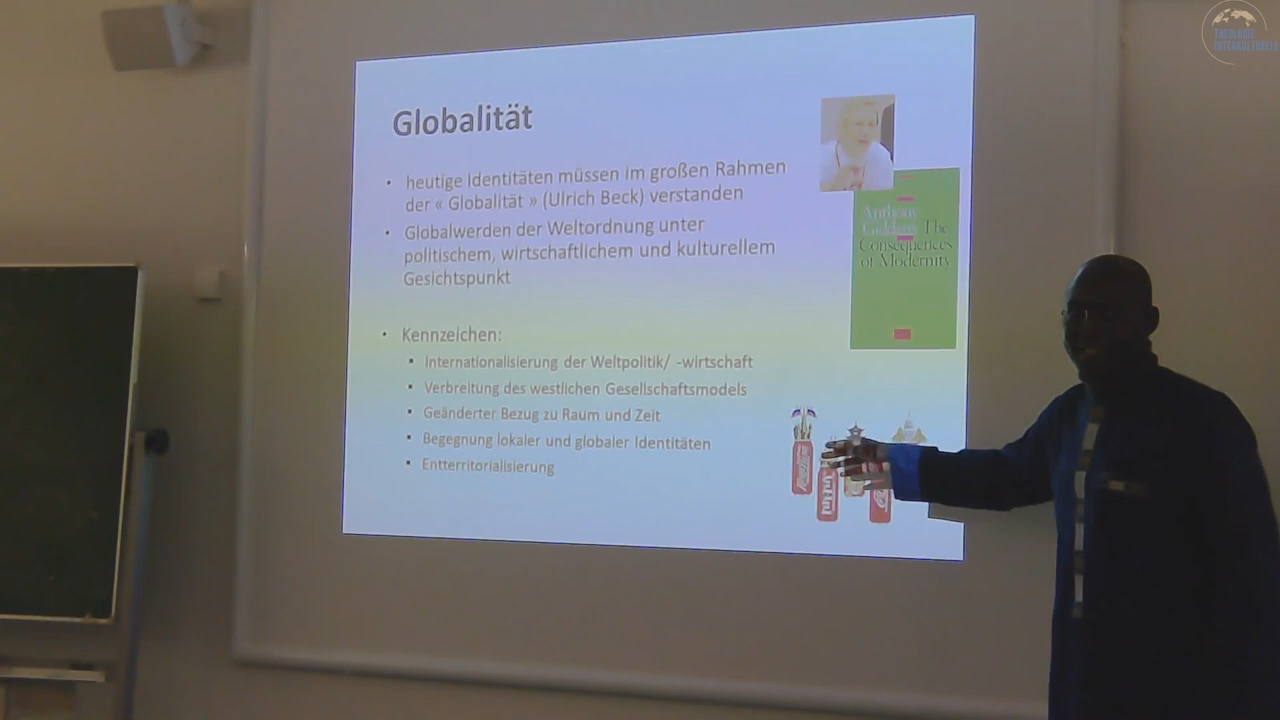 THEOLOGIE
INTERKULTURELL
Globalität
heutige Identitäten müssen im großen Rahmen
der « Globalität » (Ulrich Beck) verstanden
Globalwerden der Weltordnung unter
politischem, wirtschaftlichem und kulturellem
Gesichtspunkt
Kennzeichen:
Internationalisierung der Weltpolitik/ -wirtschaft
Verbreitung des westlichen Gesellschaftsmodels
Geänderter Bezug zu Raum und Zeit
Begegnung lokaler und globaler Identitäten
Entterritorialisierung
Anthony
Giddens The
Consequences
of Modernity